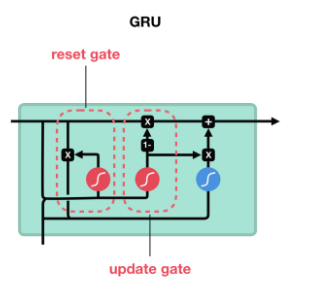 GRU
reset gate
x
+
1-
x
x
update gate